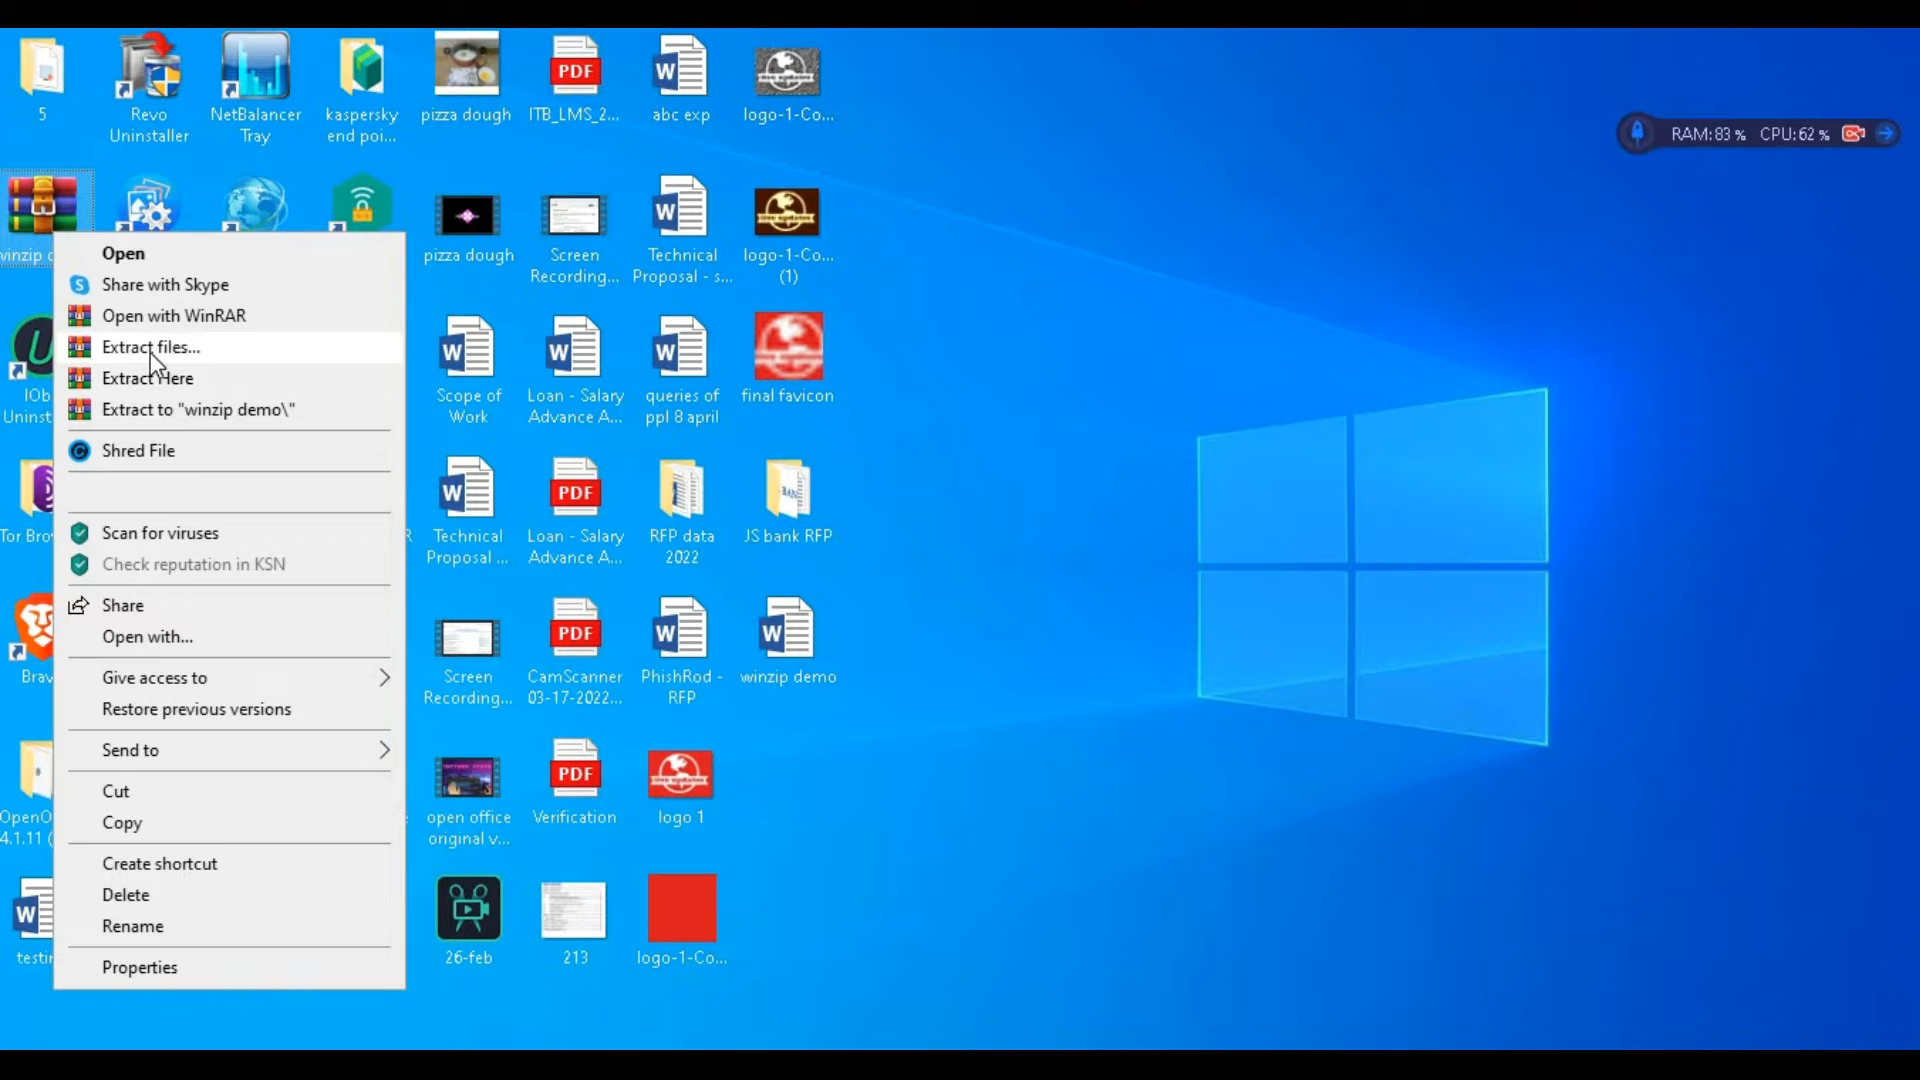 5
Revo
Uninstaller
NetBalancer
Tray
kaspersky
end poi...
pizza dough
ITB_LMS_2...
abc exp
logo-1-Co...
RAM:83 %
CPU:62 %
pizza dough
Screen
Recording...
Technical
Proposal - s...
logo-1-Co...
(1)
Open
Share with Skype
Open with WinRAR
Extract files...
Extract Here
Extract to "winzip demo\"
Shred File
Scan for viruses
Check reputation in KSN
Share
Open with...
Give access to
Restore previous versions
Send to
Cut
Copy
Create shortcut
Delete
Rename
Properties
Scope of
Work
Loan - Salary
Advance A...
queries of
ppl 8 april
final favicon
Technical
Proposal ...
PDF
Loan - Salary
Advance A...
RFP data
2022
JS bank RFP
Screen
Recording...
PDF
CamScanner
03-17-2022...
PhishRod -
RFP
winzip demo
open office
original v...
PDF
Verification
logo 1
26-feb
213
logo-1-Co...
4.1.11 (